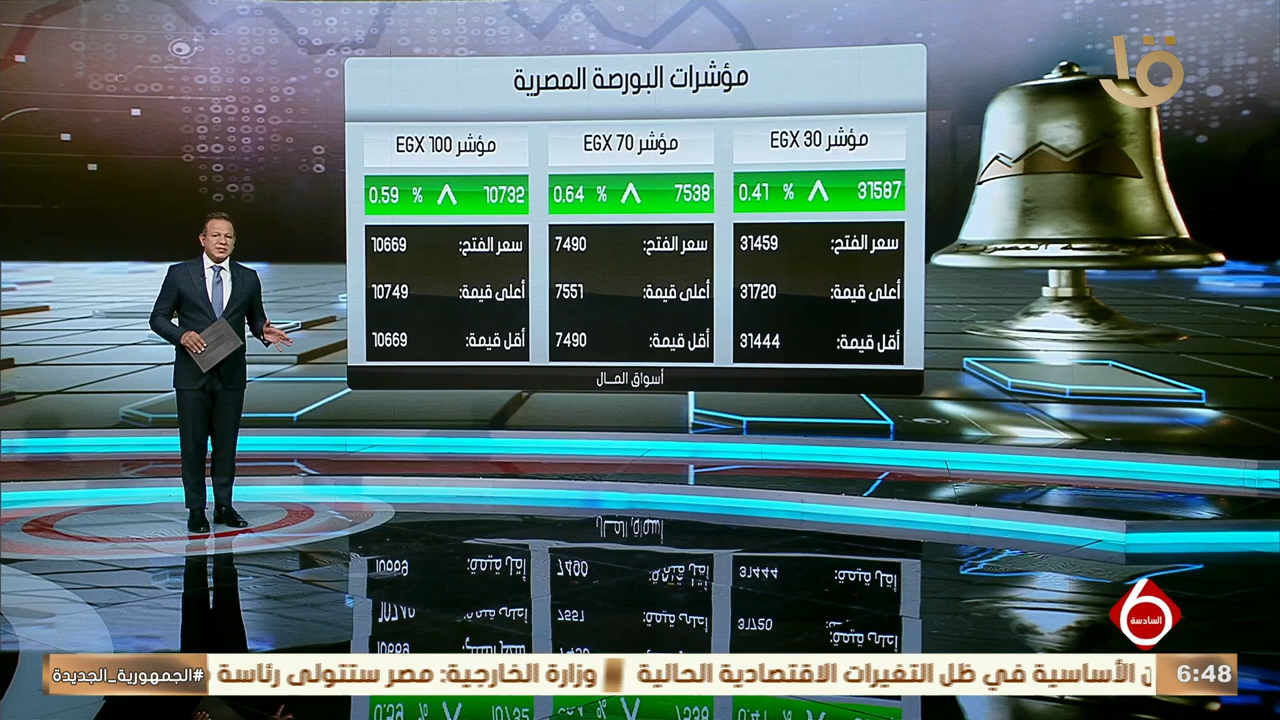 مؤشرات البورصة المصرية
مؤشر EGX 30
31587 % 0.41
سعر الفتح: 31459
أعلى قيمة: 31720
أقل قيمة: 31444
مؤشر EGX 70
7538 % 0.64
سعر الفتح: 7490
أعلى قيمة: 7551
أقل قيمة: 7490
مؤشر EGX 100
10732 % 0.59
سعر الفتح: 10669
أعلى قيمة: 10749
أقل قيمة: 10669
أسواق المـال
6
السادسة
6:48
ن الأساسية في ظل التغيرات الاقتصادية الحالية
وزارة الخارجية: مصر ستتولى رئاسة
#الجمهورية_الجديدة